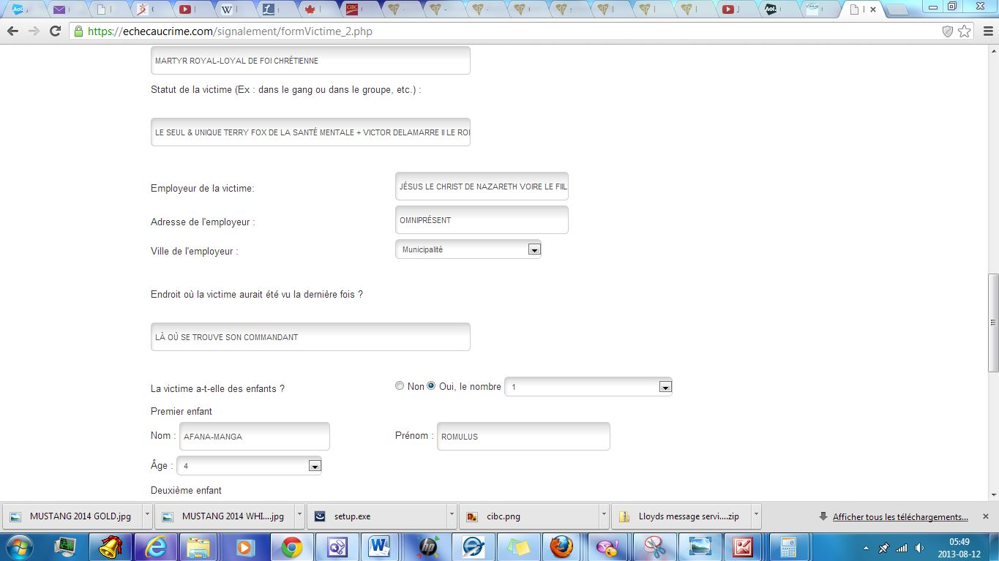 https://echecaucrime.com/signalement/formVictime_2.php
MARTYR ROYAL-LOYAL DE FOI CHRÉTIENNE
Statut de la victime (Ex : dans le gang ou dans le groupe, etc.) :
LE SEUL & UNIQUE TERRY FOX DE LA SANTÉ MENTALE + VICTOR DELAMARRE II LE
Employeur de la victime:
JÉSUS LE CHRIST DE NAZARETH VOIRE LE FIIL
Adresse de l'employeur :
OMNIPRÉSENT
Ville de l'employeur :
Municipalité
Endroit où la victime aurait été vu la dernière fois ?
LÀ OÛ SE TROUVE SON COMMANDANT
La victime a-t-elle des enfants ? Non Oui, le nombre 1
Premier enfant
Nom : AFANA-MANGA Prénom : ROMULUS
Âge : 4
Deuxième enfant
MUSTANG 2014 GOLD.jpg MUSTANG 2014 WHI....jpg setup.exe cibc.png Lloyds message servi....zip Afficher tous les téléchargements...
05:49
2013-08-12